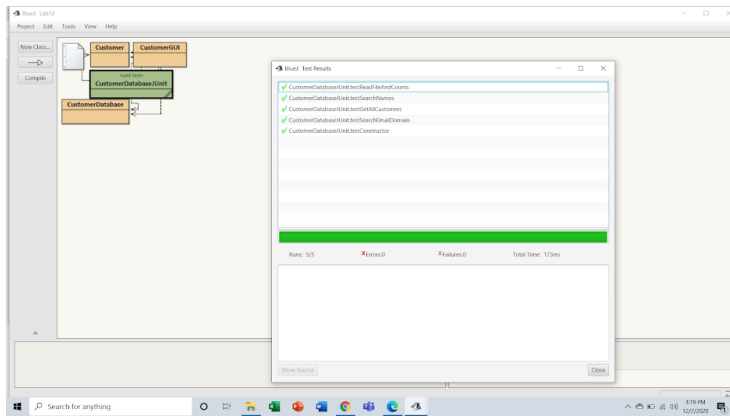 BlueJ: Lab12
Project Edit Tools View Help
New Class...
Compile
Customer
CustomerGUI
<<unit test>>
CustomerDatabaseJUnit
CustomerDatabase
BlueJ: Test Results
CustomerDatabaseJUnit.testReadFileAndCounts
CustomerDatabaseJUnit.testSearchNames
CustomerDatabaseJUnit.testGetAllCustomers
CustomerDatabaseJUnit.testSearchEmailDomain
CustomerDatabaseJUnit.testConstructor
Runs: 5/5 Errors:0 Failures:0 Total Time: 173ms
Show Source
Close
Search for anything
4:19 PM
12/7/2020